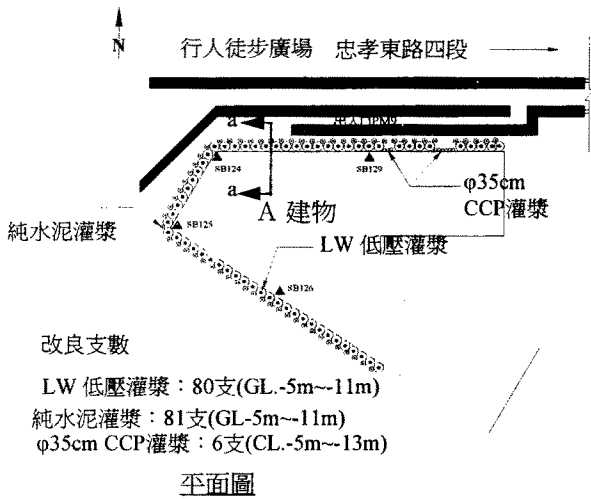 N
行人徒步廣場 忠孝東路四段
出入口PM9
a
SB124
SB129
a
φ35cm
CCP灌漿
A 建物
純水泥灌漿
SB125
LW 低壓灌漿
SB126
改良支數
LW 低壓灌漿：80支(GL.-5m~-11m)
純水泥灌漿：81支(GL-5m~-11m)
φ35cm CCP灌漿：6支(CL.-5m~-13m)
平面圖